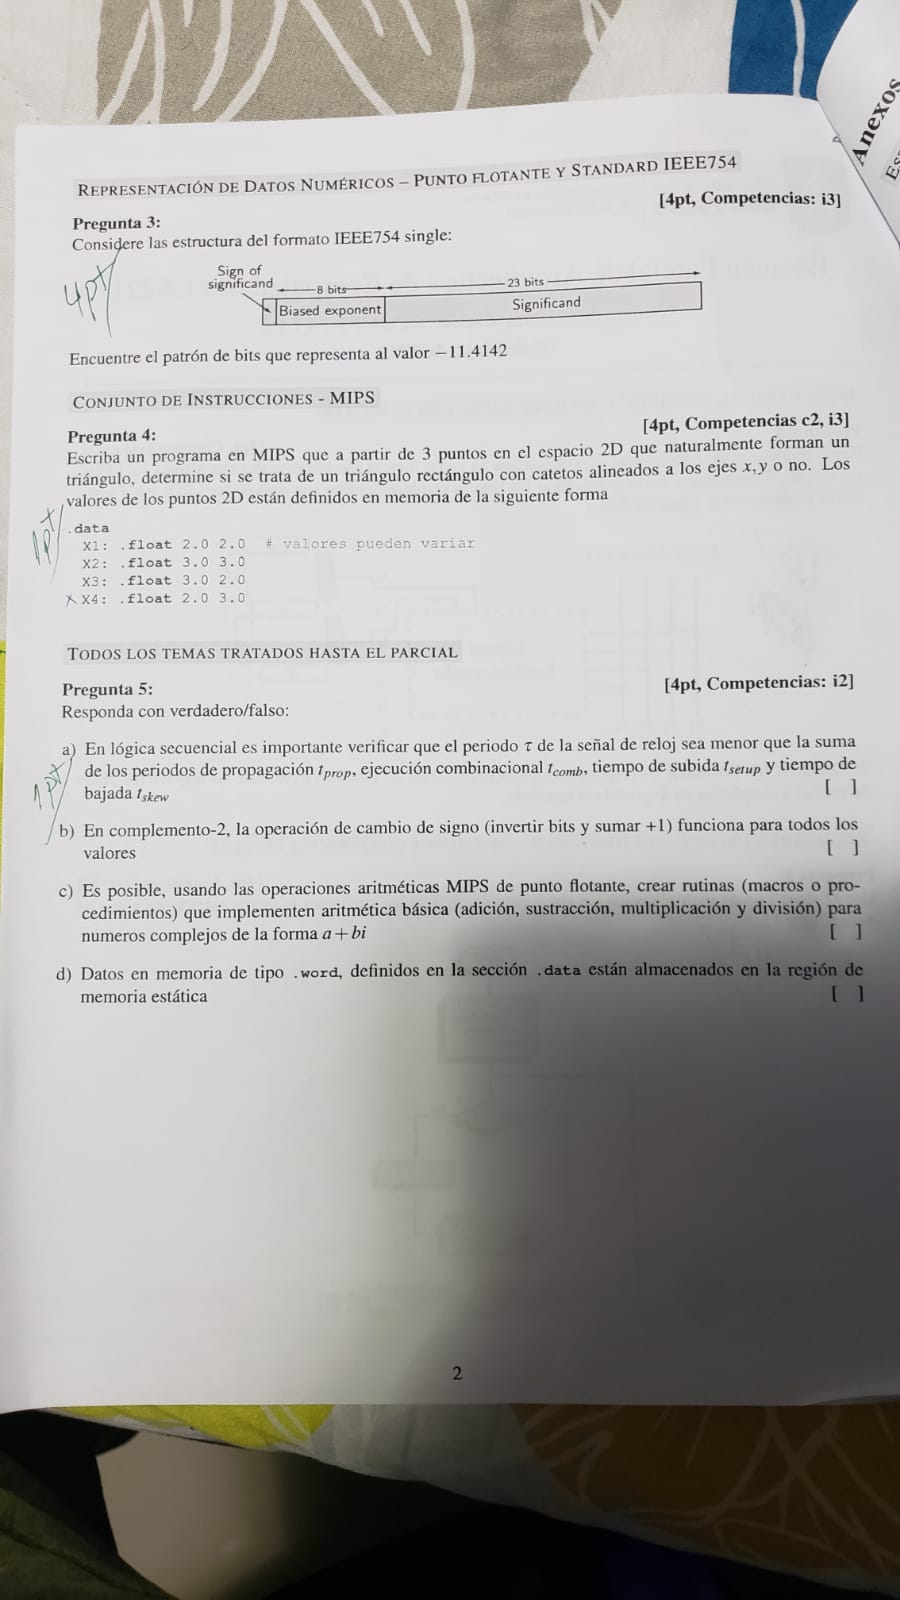 Anexos
REPRESENTACIÓN DE DATOS NUMÉRICOS – PUNTO FLOTANTE Y STANDARD IEEE754
Pregunta 3: [4pt, Competencias: i3]
Considere las estructura del formato IEEE754 single:
4pt
Sign of
significand
8 bits
23 bits
Biased exponent
Significand
Encuentre el patrón de bits que representa al valor −11.4142
CONJUNTO DE INSTRUCCIONES - MIPS
Pregunta 4: [4pt, Competencias c2, i3]
Escriba un programa en MIPS que a partir de 3 puntos en el espacio 2D que naturalmente forman un
triángulo, determine si se trata de un triángulo rectángulo con catetos alineados a los ejes x,y o no. Los
valores de los puntos 2D están definidos en memoria de la siguiente forma
1pt
.data
X1: .float 2.0 2.0 # valores pueden variar
X2: .float 3.0 3.0
X3: .float 3.0 2.0
X4: .float 2.0 3.0
TODOS LOS TEMAS TRATADOS HASTA EL PARCIAL
Pregunta 5: [4pt, Competencias: i2]
Responda con verdadero/falso:
1pt
a) En lógica secuencial es importante verificar que el periodo τ de la señal de reloj sea menor que la suma
de los periodos de propagación tprop, ejecución combinacional tcomb, tiempo de subida tsetup y tiempo de
bajada tskew [ ]
b) En complemento-2, la operación de cambio de signo (invertir bits y sumar +1) funciona para todos los
valores [ ]
c) Es posible, usando las operaciones aritméticas MIPS de punto flotante, crear rutinas (macros o pro-
cedimientos) que implementen aritmética básica (adición, sustracción, multiplicación y división) para
numeros complejos de la forma a+bi [ ]
d) Datos en memoria de tipo .word, definidos en la sección .data están almacenados en la región de
memoria estática [ ]
2